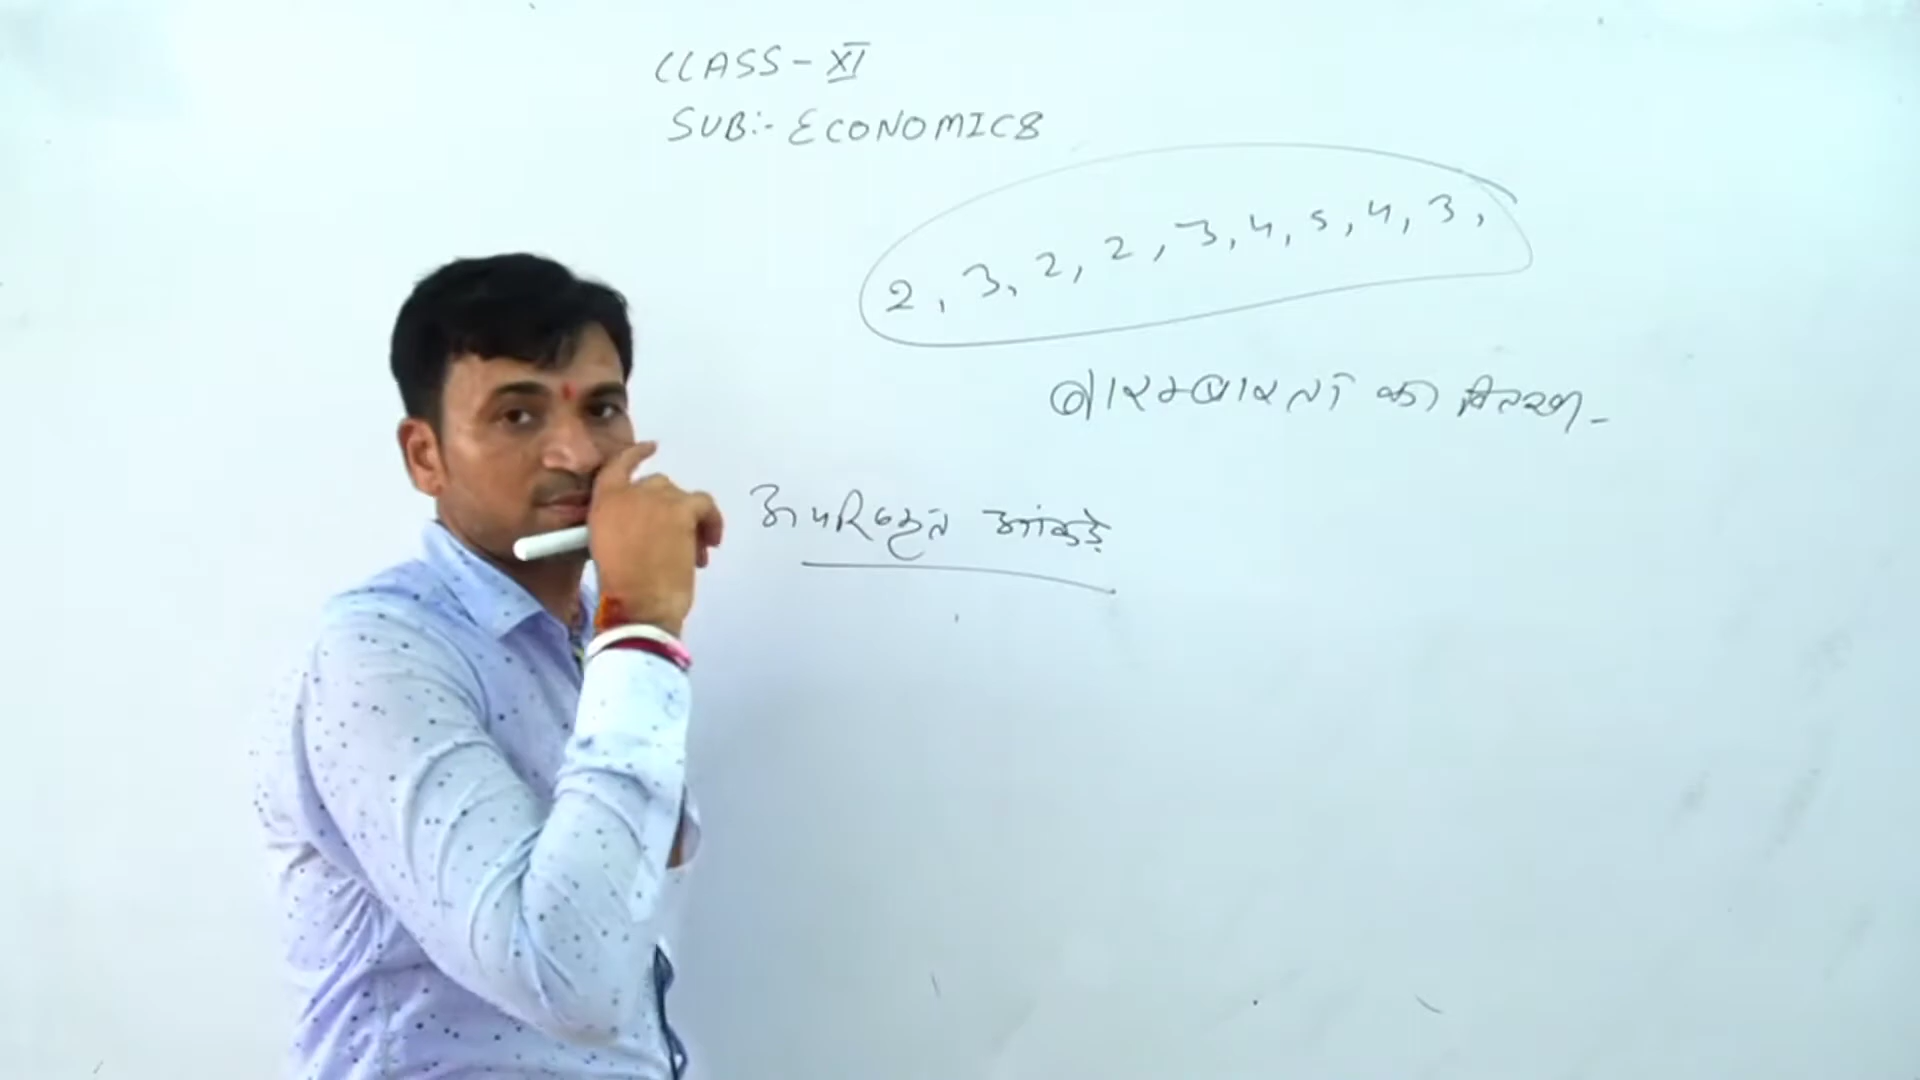 CLASS - XI
SUB:- ECONOMICS
2, 3, 2, 2, 3, 4, 5, 4, 3,
बारम्बारता का वितरण -
अपरिष्कृत आंकड़े